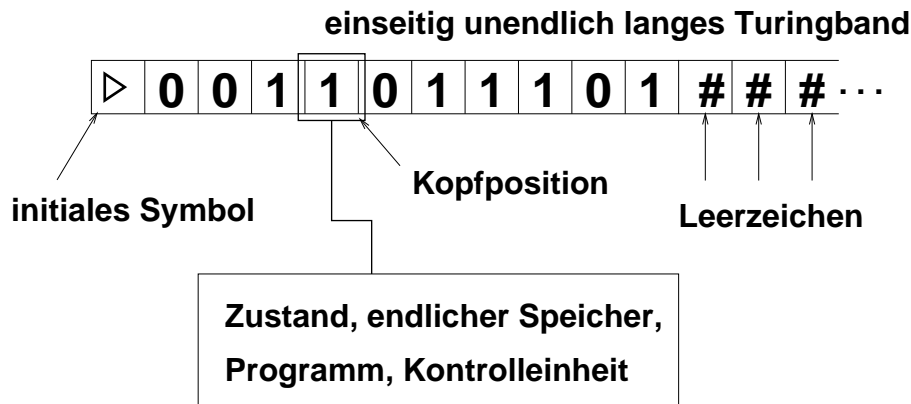 einseitig unendlich langes Turingband
▷ 0 0 1 1 0 1 1 1 0 1 # # # ···
Kopfposition
initiales Symbol
Leerzeichen
Zustand, endlicher Speicher,
Programm, Kontrolleinheit